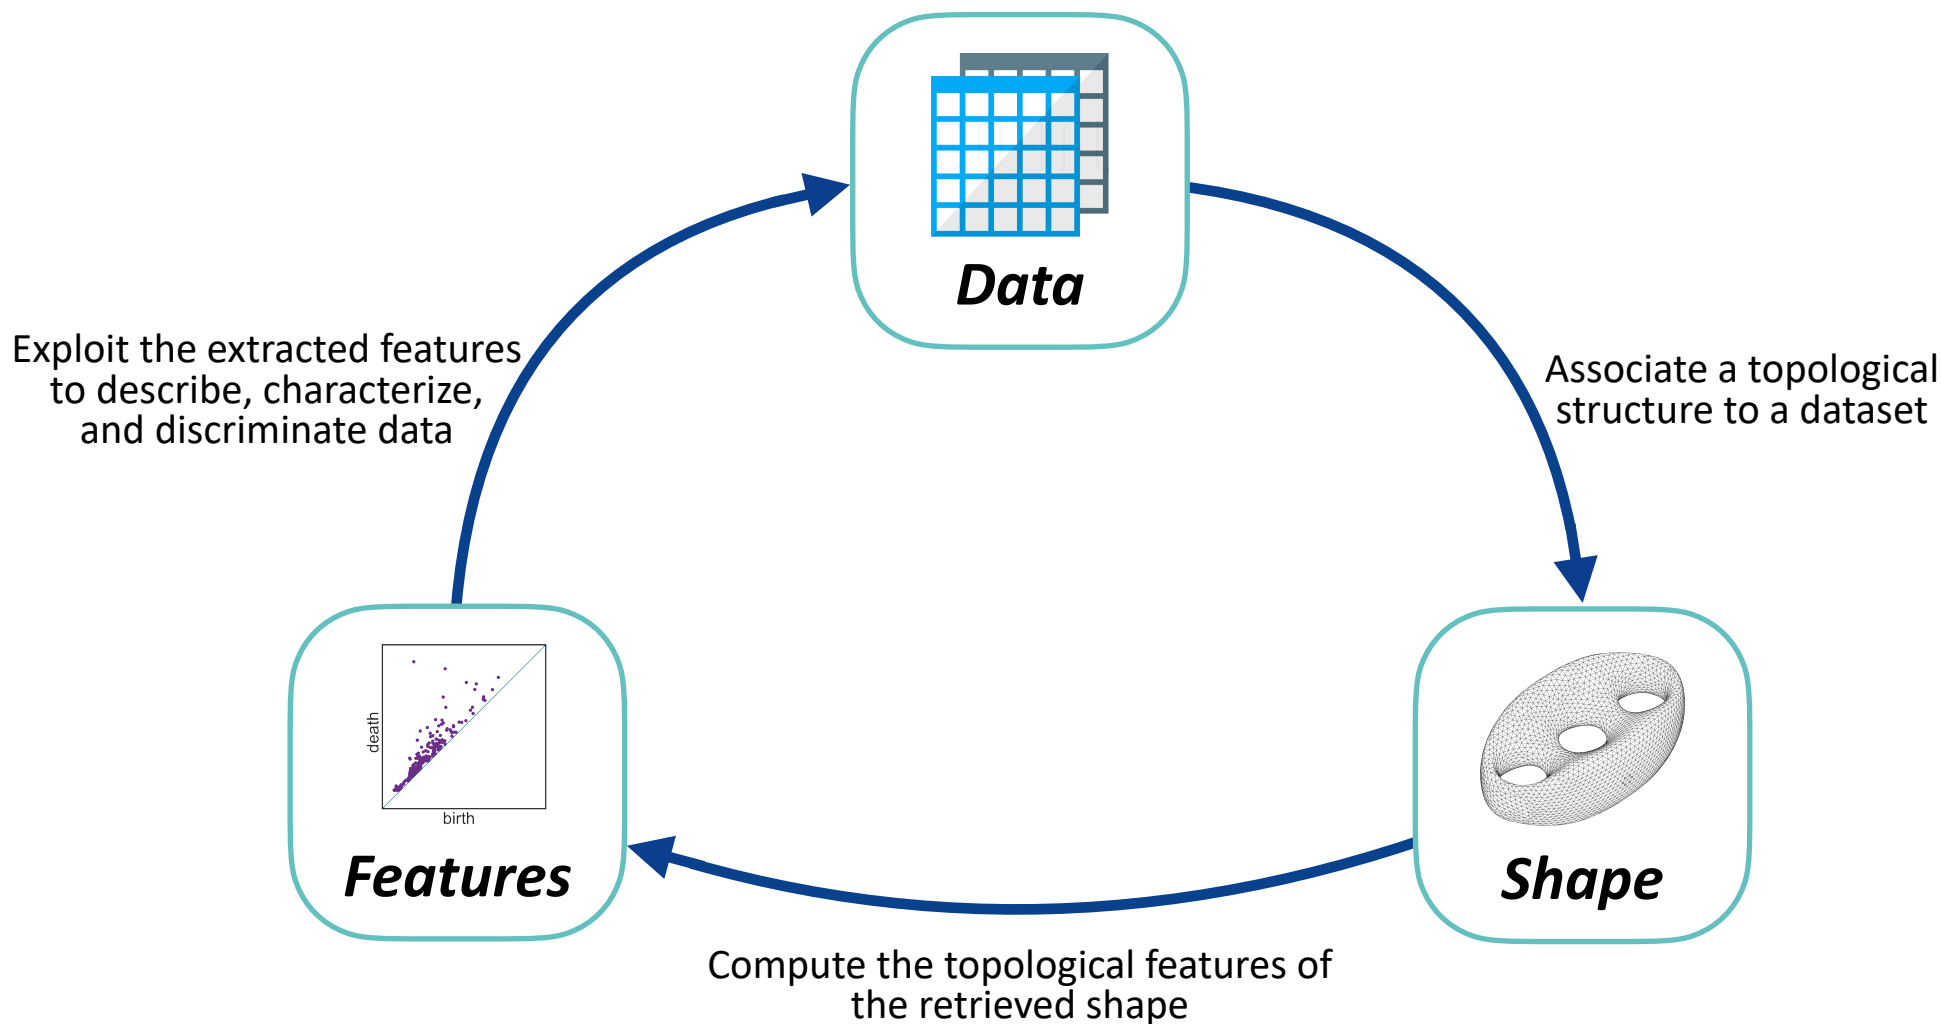 Data
Exploit the extracted features
to describe, characterize,
and discriminate data
Associate a topological
structure to a dataset
death
birth
Features
Shape
Compute the topological features of
the retrieved shape